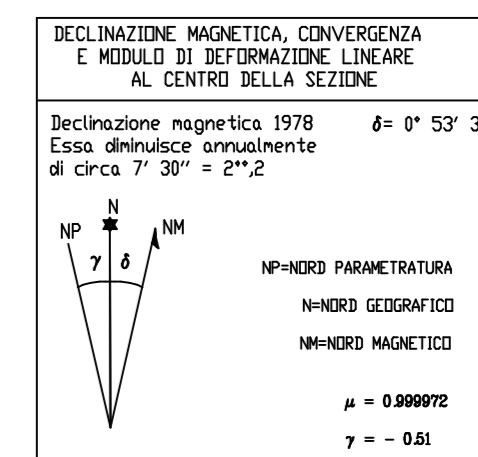 DECLINAZIONE MAGNETICA, CONVERGENZA
E MODULO DI DEFORMAZIONE LINEARE
AL CENTRO DELLA SEZIONE
Declinazione magnetica 1978 δ= 0° 53′ 3
Essa diminuisce annualmente
di circa 7′ 30″ = 2**,2
N
NP NM
γ δ
NP=NORD PARAMETRATURA
N=NORD GEOGRAFICO
NM=NORD MAGNETICO
μ = 0.999972
γ = - 0.51